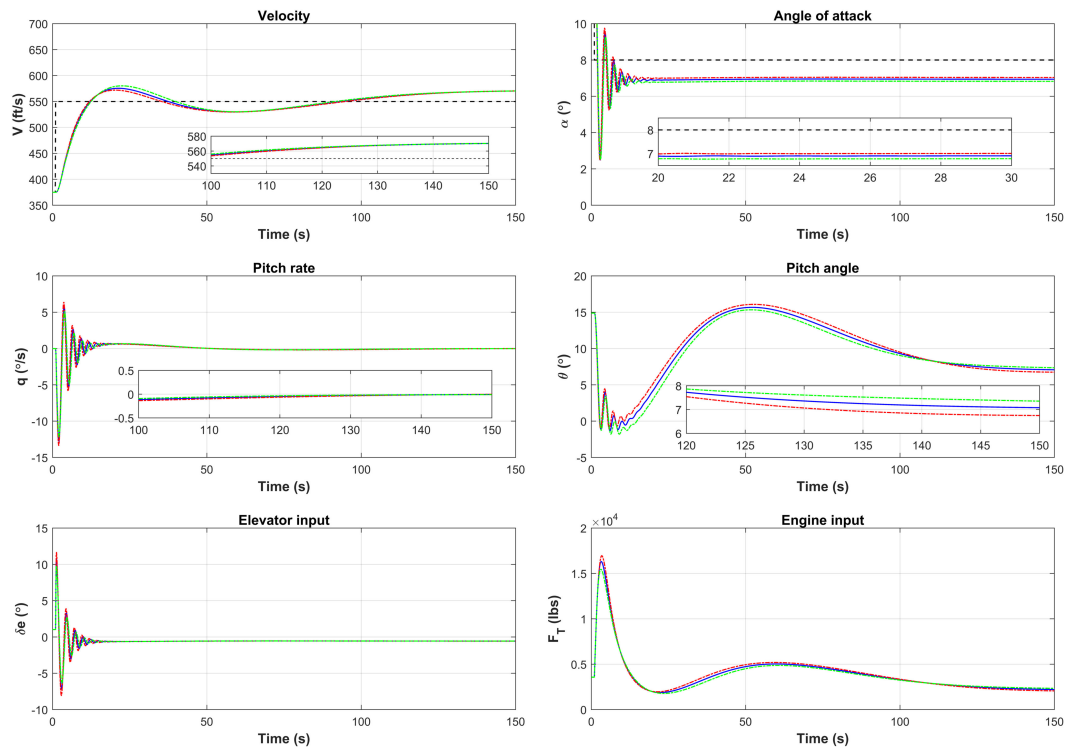 Velocity
V (ft/s)
700
650
600
550
500
450
400
350
580
560
540
100 110 120 130 140 150
0 50 100 150
Time (s)
Angle of attack
α (°)
10
8
6
4
2
0
8
7
20 22 24 26 28 30
0 50 100 150
Time (s)
Pitch rate
q (°/s)
10
5
0
-5
-10
-15
0.5
0
-0.5
100 110 120 130 140 150
0 50 100 150
Time (s)
Pitch angle
θ (°)
20
15
10
5
0
-5
8
7
6
120 125 130 135 140 145 150
0 50 100 150
Time (s)
Elevator input
δe (°)
15
10
5
0
-5
-10
0 50 100 150
Time (s)
Engine input
×10⁴
F_T (lbs)
2
1.5
1
0.5
0
0 50 100 150
Time (s)